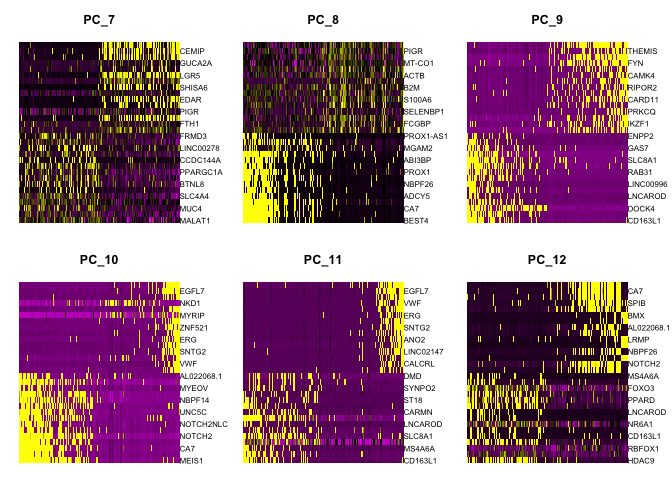 PC_7
CEMIP
GUCA2A
LGR5
SHISA6
EDAR
PIGR
FTH1
FRMD3
LINC00278
CCDC144A
PPARGC1A
BTNL8
SLC4A4
MUC4
MALAT1
PC_8
PIGR
MT-CO1
ACTB
B2M
S100A6
SELENBP1
FCGBP
PROX1-AS1
MGAM2
ABI3BP
PROX1
NBPF26
ADCY5
CA7
BEST4
PC_9
THEMIS
FYN
CAMK4
RIPOR2
CARD11
PRKCQ
IKZF1
ENPP2
GAS7
SLC8A1
RAB31
LINC00996
LNCAROD
DOCK4
CD163L1
PC_10
EGFL7
NKD1
MYRIP
ZNF521
ERG
SNTG2
VWF
AL022068.1
MYEOV
NBPF14
UNC5C
NOTCH2NLC
NOTCH2
CA7
MEIS1
PC_11
EGFL7
VWF
ERG
SNTG2
ANO2
LINC02147
CALCRL
DMD
SYNPO2
ST18
CARMN
LNCAROD
SLC8A1
MS4A6A
CD163L1
PC_12
CA7
SPIB
BMX
AL022068.1
LRMP
NBPF26
NOTCH2
MS4A6A
FOXO3
PPARD
LNCAROD
NR6A1
CD163L1
RBFOX1
HDAC9